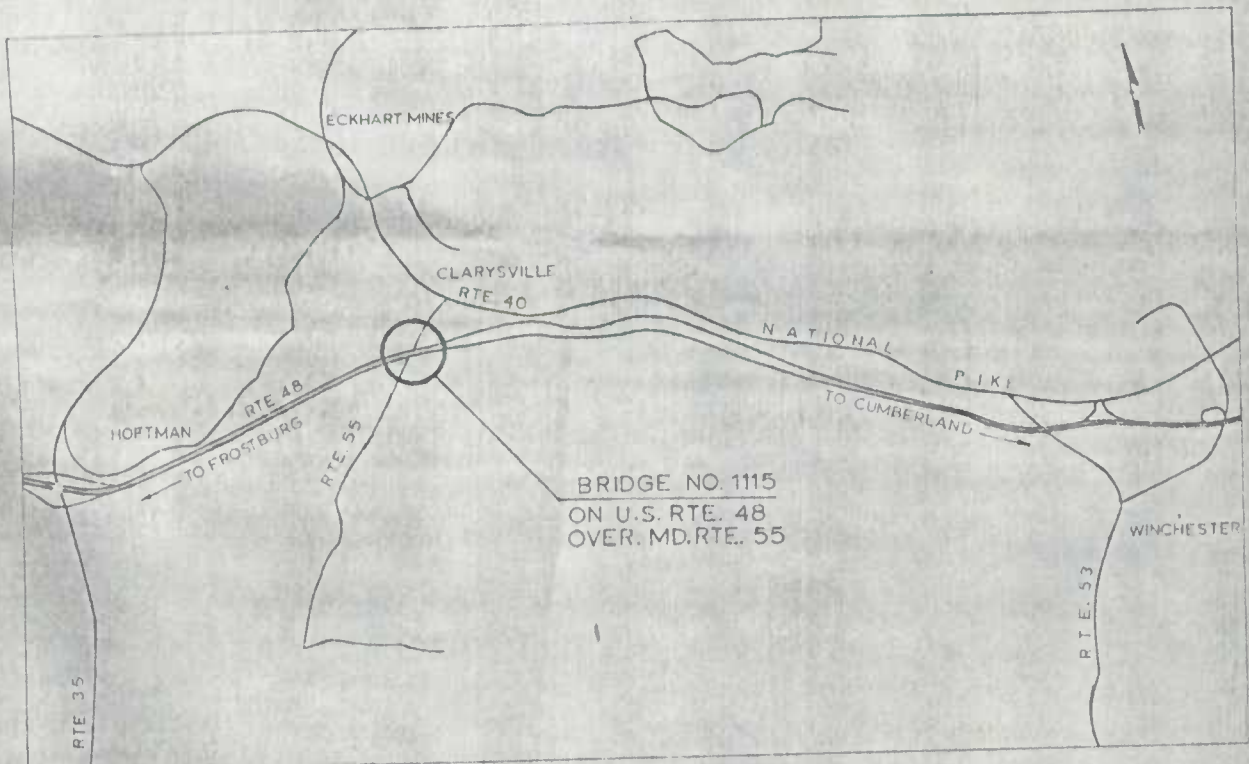 ECKHART MINES
CLARYSVILLE
RTE. 40
NATIONAL
PIKE
TO CUMBERLAND
RTE 48
HOFTMAN
TO FROSTBURG
RTE. 55
BRIDGE NO. 1115
ON U.S. RTE. 48
OVER. MD. RTE. 55
WINCHESTER
RTE. 53
RTE 35